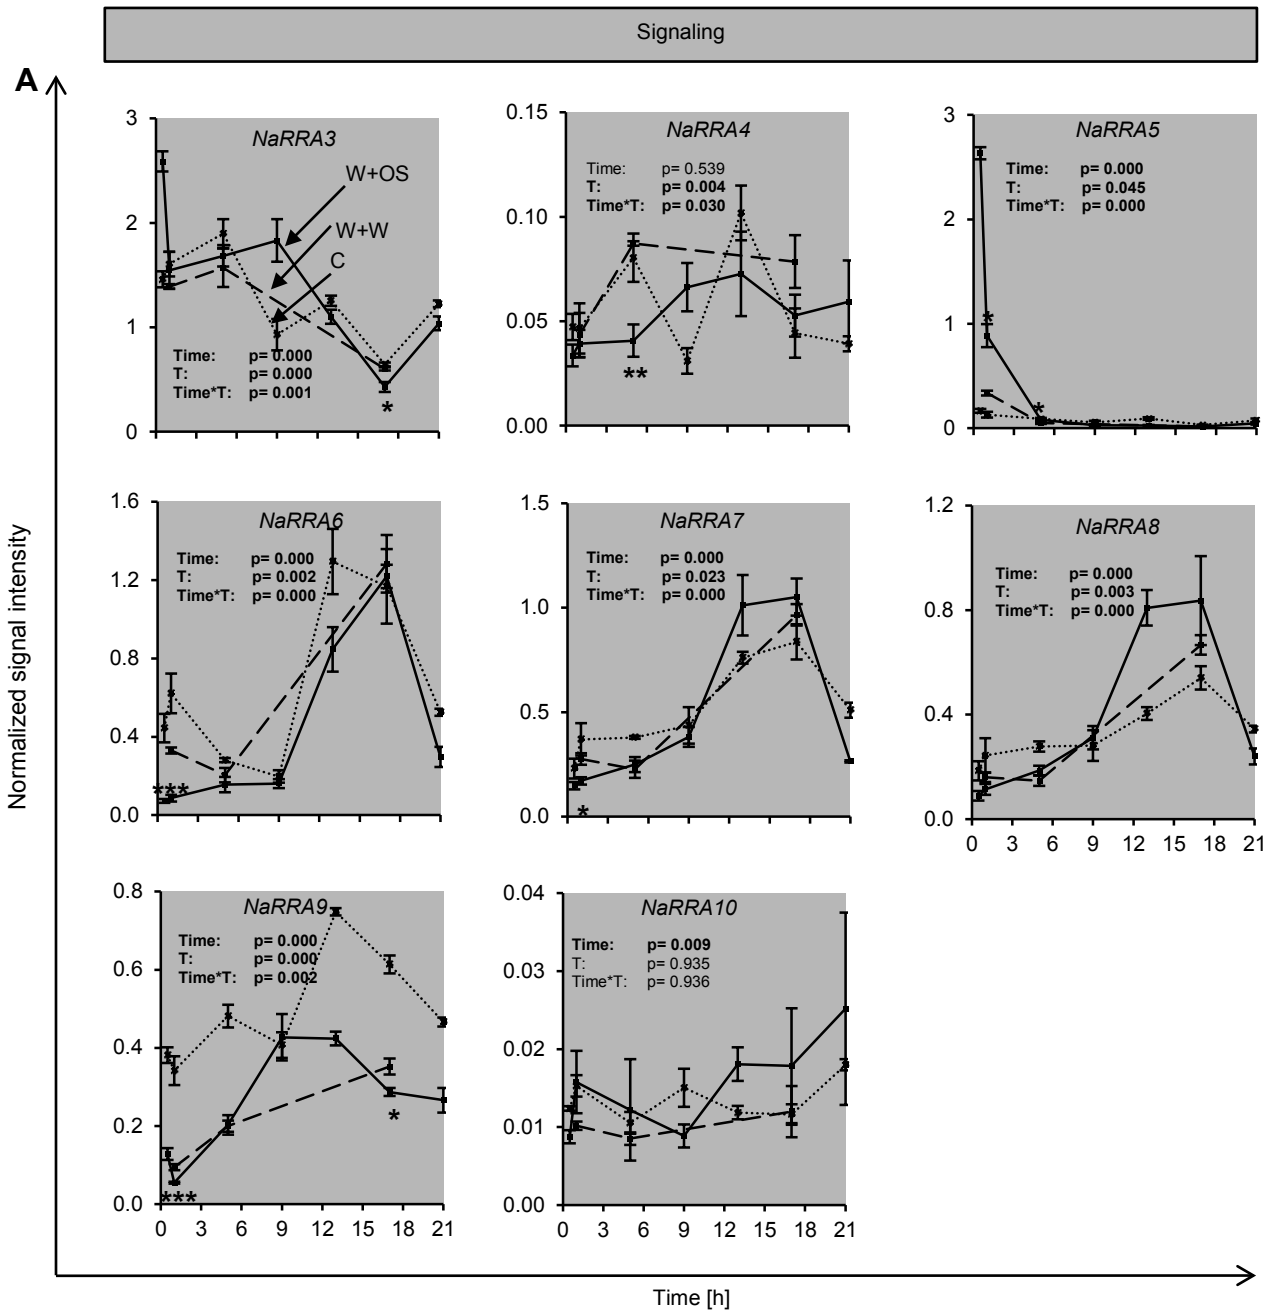 Signaling
A
Normalized signal intensity
NaRRA3
3
2
1
0
W+OS
W+W
C
Time: p= 0.000
T: p= 0.000
Time*T: p= 0.001
*
NaRRA4
0.15
0.10
0.05
0.00
Time: p= 0.539
T: p= 0.004
Time*T: p= 0.030
**
NaRRA5
3
2
1
0
Time: p= 0.000
T: p= 0.045
Time*T: p= 0.000
*
*
NaRRA6
1.6
1.2
0.8
0.4
0.0
Time: p= 0.000
T: p= 0.002
Time*T: p= 0.000
***
NaRRA7
1.5
1.0
0.5
0.0
Time: p= 0.000
T: p= 0.023
Time*T: p= 0.000
*
NaRRA8
1.2
0.8
0.4
0.0
Time: p= 0.000
T: p= 0.003
Time*T: p= 0.000
0 3 6 9 12 15 18 21
NaRRA9
0.8
0.6
0.4
0.2
0.0
Time: p= 0.000
T: p= 0.000
Time*T: p= 0.002
*
***
0 3 6 9 12 15 18 21
NaRRA10
0.04
0.03
0.02
0.01
0.00
Time: p= 0.009
T: p= 0.935
Time*T: p= 0.936
0 3 6 9 12 15 18 21
Time [h]